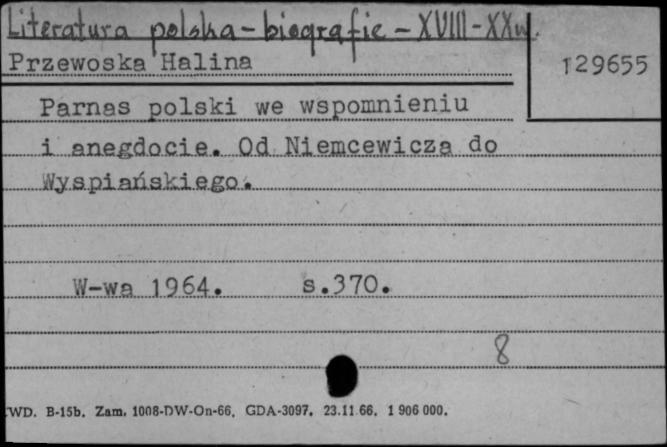 Literatura polska - biografie - XVIII-XXw.
Przewoska Halina
129655
Parnas polski we wspomnieniu
i anegdocie. Od Niemcewicza do
Wyspiańskiego.
W-wa 1964. s.370.
8
WD. B-15b. Zam. 1008-DW-On-66. GDA-3097. 23.11.66. 1 906 000.